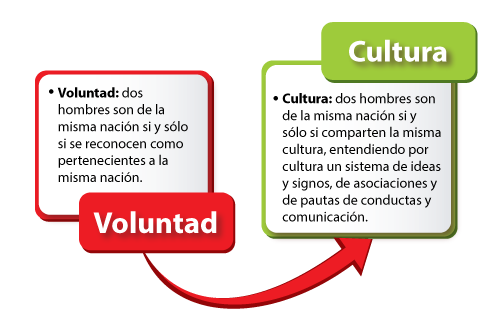 • Voluntad: dos
hombres son de la
misma nación si y sólo
si se reconocen como
pertenecientes a la
misma nación.
Voluntad
Cultura
• Cultura: dos hombres son
de la misma nación si y
sólo si comparten la misma
cultura, entendiendo por
cultura un sistema de ideas
y signos, de asociaciones y
de pautas de conductas y
comunicación.